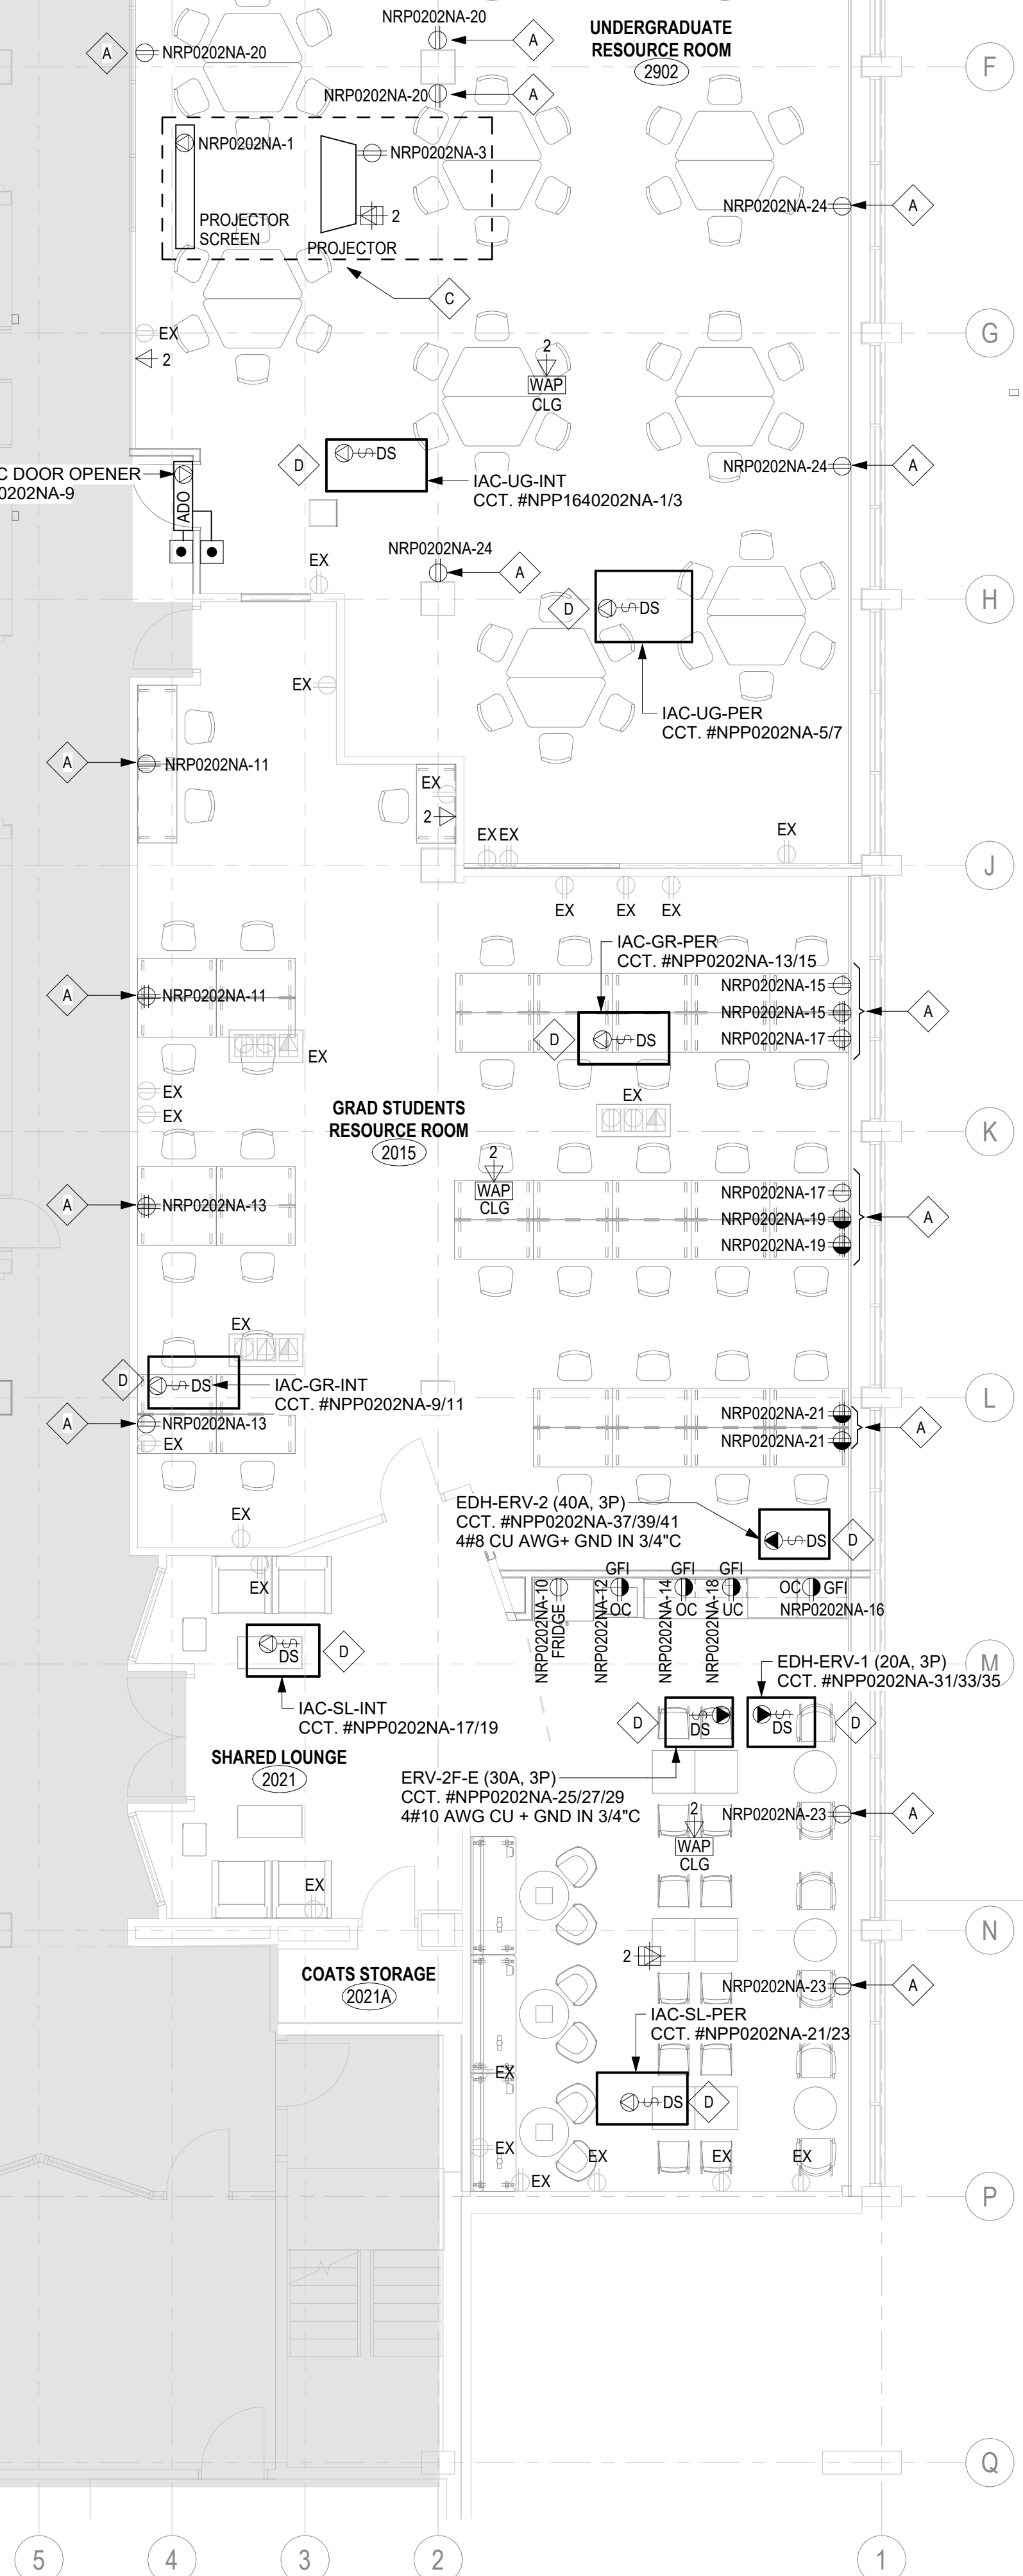 NRP0202NA-20
UNDERGRADUATE
RESOURCE ROOM
2902
A
NRP0202NA-20
A
F
NRP0202NA-20
A
NRP0202NA-1
NRP0202NA-3
2
PROJECTOR
SCREEN
PROJECTOR
C
NRP0202NA-24
A
EX
2
G
2
WAP
CLG
D
DS
IAC-UG-INT
CCT. #NPP1640202NA-1/3
NRP0202NA-24
A
C DOOR OPENER
0202NA-9
ADO
EX
NRP0202NA-24
A
D
DS
H
EX
IAC-UG-PER
CCT. #NPP0202NA-5/7
A
NRP0202NA-11
EX
2
EX EX
EX
J
EX
EX
EX
IAC-GR-PER
CCT. #NPP0202NA-13/15
A
NRP0202NA-11
NRP0202NA-15
NRP0202NA-15
NRP0202NA-17
A
D
DS
EX
EX
EX
EX
GRAD STUDENTS
RESOURCE ROOM
2015
K
2
WAP
CLG
A
NRP0202NA-13
NRP0202NA-17
NRP0202NA-19
NRP0202NA-19
A
EX
D
DS
IAC-GR-INT
CCT. #NPP0202NA-9/11
L
A
NRP0202NA-13
EX
NRP0202NA-21
NRP0202NA-21
A
EX
EDH-ERV-2 (40A, 3P)
CCT. #NPP0202NA-37/39/41
4#8 CU AWG+ GND IN 3/4"C
DS
D
EX
NRP0202NA-10
FRIDGE
NRP0202NA-12
GFI
OC
NRP0202NA-14
GFI
OC
NRP0202NA-18
GFI
UC
OC
GFI
NRP0202NA-16
DS
D
M
IAC-SL-INT
CCT. #NPP0202NA-17/19
EDH-ERV-1 (20A, 3P)
CCT. #NPP0202NA-31/33/35
D
DS
DS
D
SHARED LOUNGE
2021
ERV-2F-E (30A, 3P)
CCT. #NPP0202NA-25/27/29
4#10 AWG CU + GND IN 3/4"C
2
WAP
CLG
NRP0202NA-23
A
EX
N
2
COATS STORAGE
2021A
NRP0202NA-23
A
IAC-SL-PER
CCT. #NPP0202NA-21/23
EX
DS
D
EX
EX
EX
EX
EX
P
Q
5
4
3
2
1